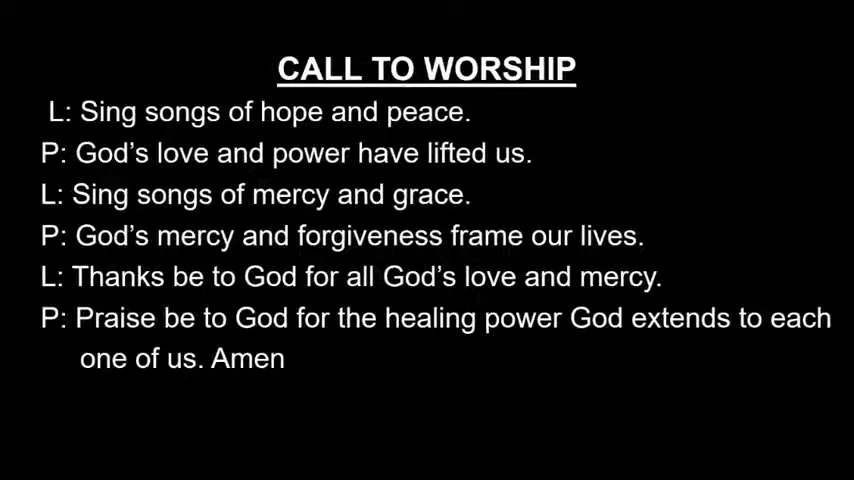 CALL TO WORSHIP
L: Sing songs of hope and peace.
P: God’s love and power have lifted us.
L: Sing songs of mercy and grace.
P: God’s mercy and forgiveness frame our lives.
L: Thanks be to God for all God’s love and mercy.
P: Praise be to God for the healing power God extends to each
one of us. Amen